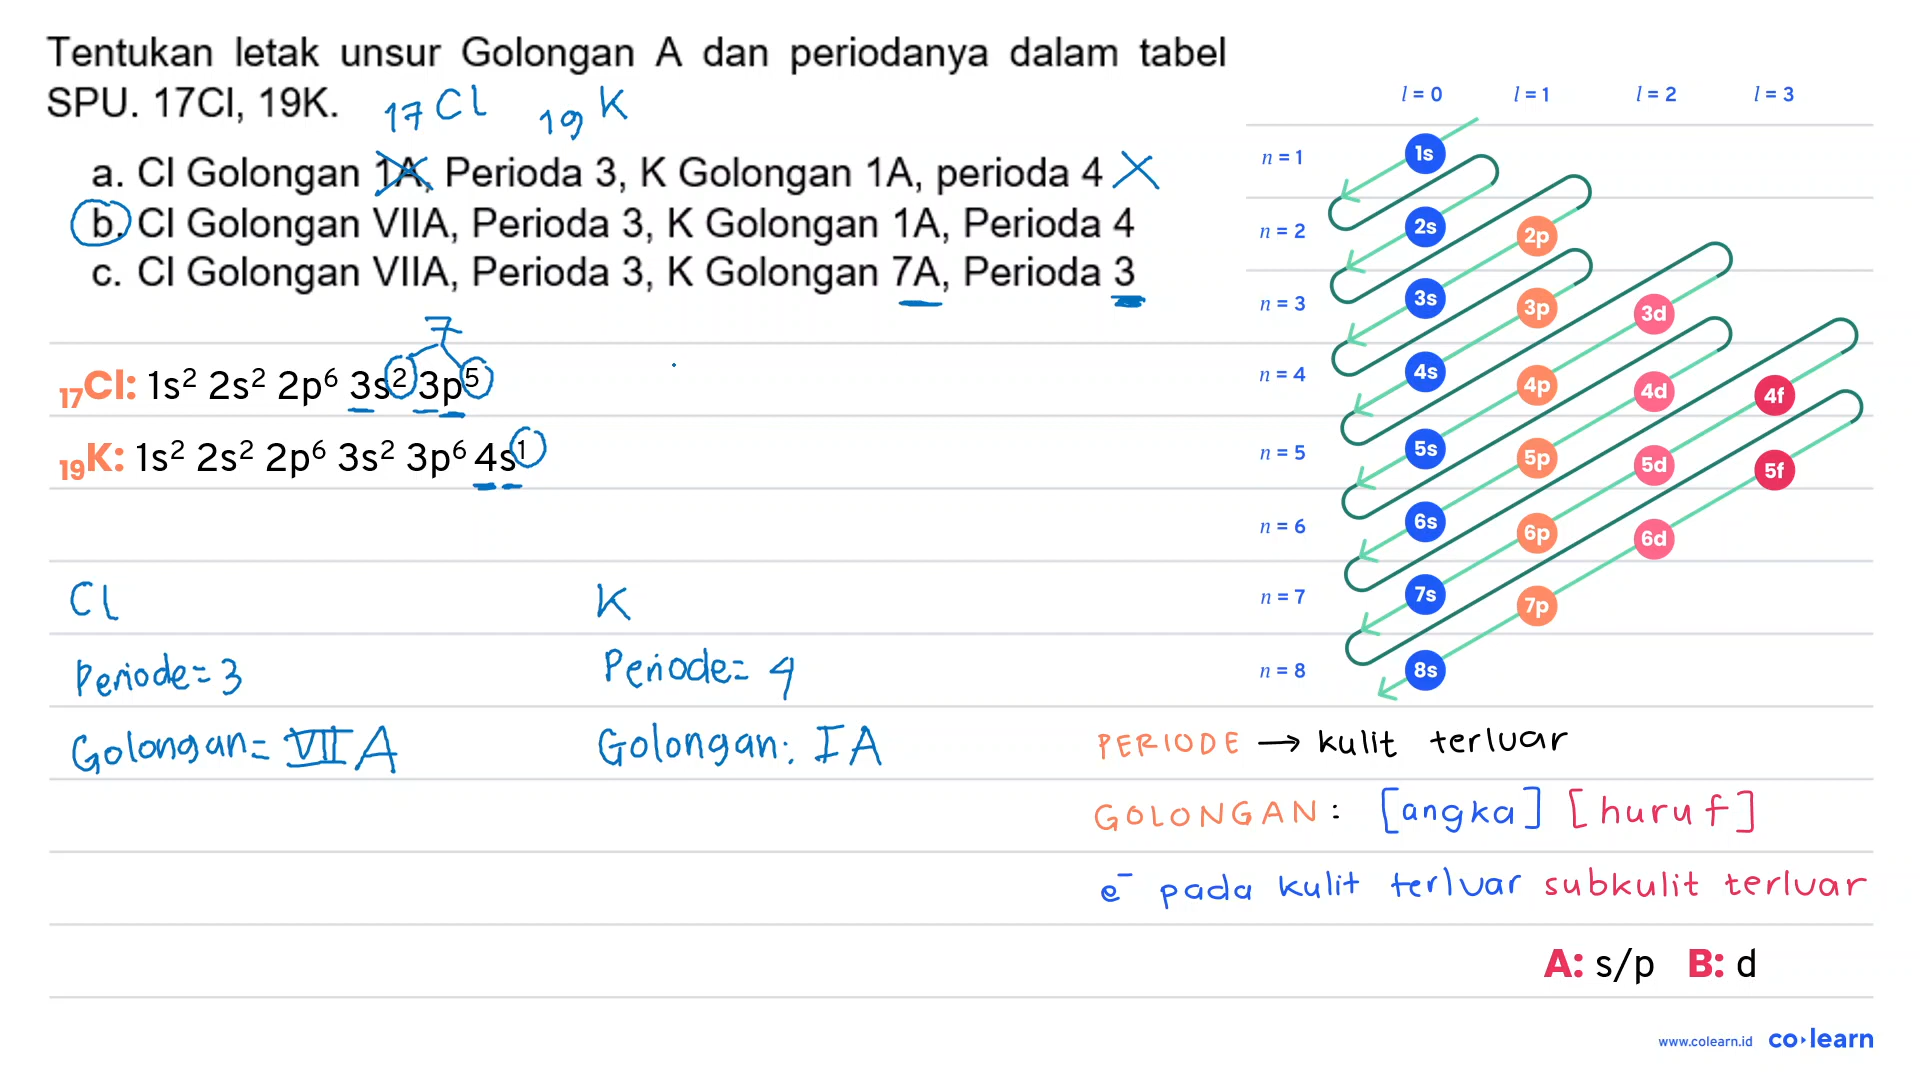 Tentukan letak unsur Golongan A dan periodanya dalam tabel
SPU. 17Cl, 19K.
₁₇Cl ₁₉K
a. Cl Golongan 1A, Perioda 3, K Golongan 1A, perioda 4
b. Cl Golongan VIIA, Perioda 3, K Golongan 1A, Perioda 4
c. Cl Golongan VIIA, Perioda 3, K Golongan 7A, Perioda 3
7
₁₇Cl: 1s² 2s² 2p⁶ 3s² 3p⁵
₁₉K: 1s² 2s² 2p⁶ 3s² 3p⁶ 4s¹
Cl
Periode= 3
Golongan= VII A
K
Periode= 4
Golongan: I A
l = 0 l = 1 l = 2 l = 3
n = 1 1s
n = 2 2s 2p
n = 3 3s 3p 3d
n = 4 4s 4p 4d 4f
n = 5 5s 5p 5d 5f
n = 6 6s 6p 6d
n = 7 7s 7p
n = 8 8s
PERIODE → kulit terluar
GOLONGAN: [angka] [huruf]
e⁻ pada kulit terluar subkulit terluar
A: s/p B: d
www.colearn.id co·learn